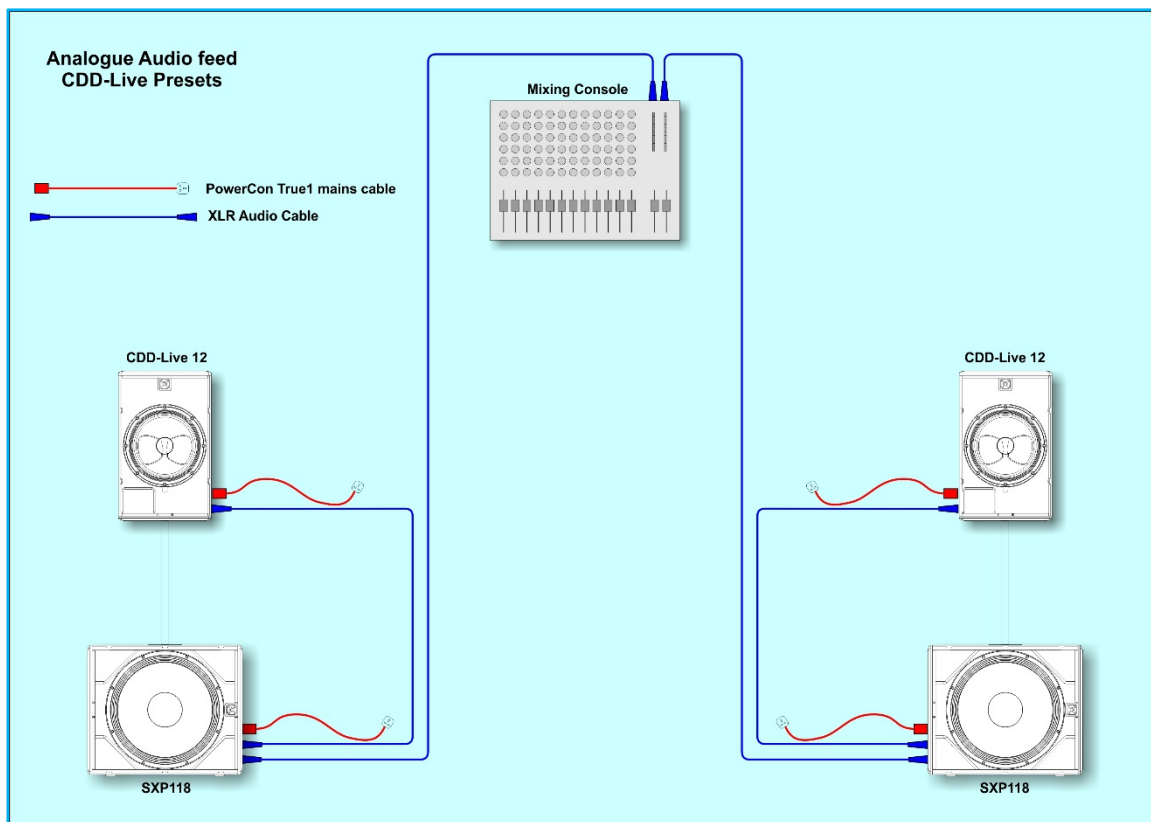 Analogue Audio feed
CDD-Live Presets
Mixing Console
PowerCon True1 mains cable
XLR Audio Cable
CDD-Live 12
CDD-Live 12
SXP118
SXP118